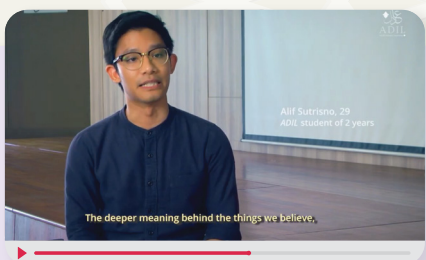 ADIL
Alif Sutrisno, 29
ADIL student of 2 years
The deeper meaning behind the things we believe,